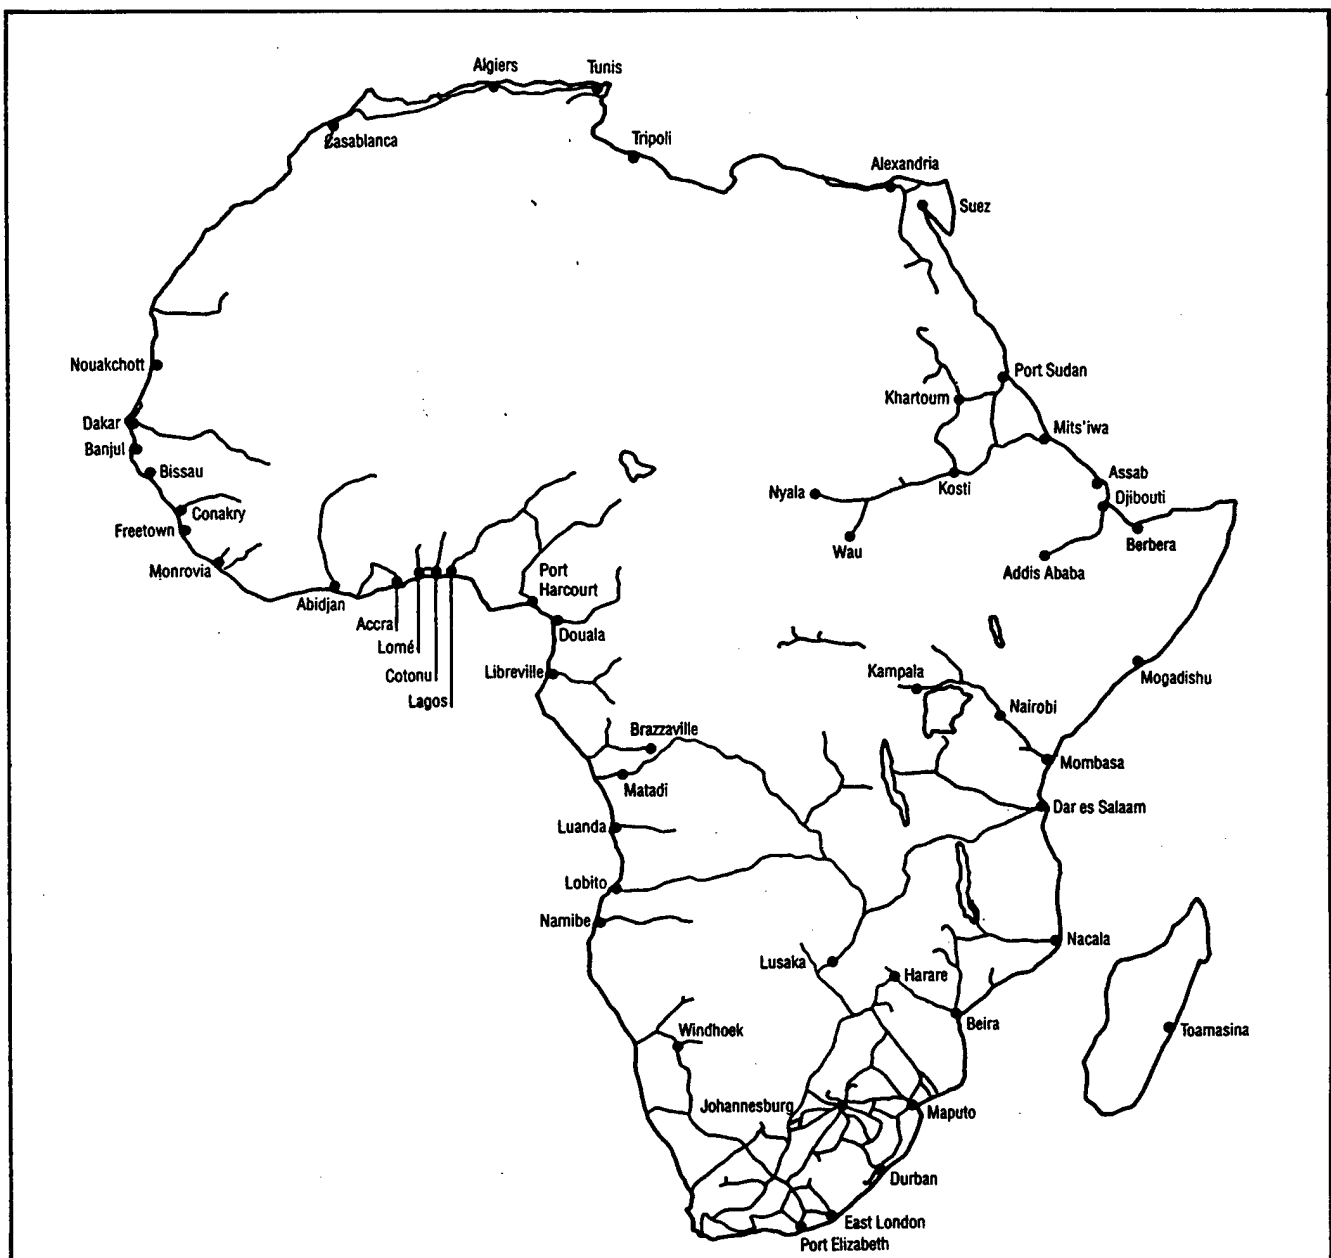 Algiers
Tunis
Casablanca
Tripoli
Alexandria
Suez
Nouakchott
Port Sudan
Khartoum
Dakar
Mits'iwa
Banjul
Bissau
Assab
Nyala
Kosti
Djibouti
Conakry
Freetown
Berbera
Wau
Monrovia
Addis Ababa
Port
Harcourt
Abidjan
Accra
Douala
Lomé
Cotonu
Libreville
Kampala
Mogadishu
Lagos
Nairobi
Brazzaville
Mombasa
Matadi
Dar es Salaam
Luanda
Lobito
Namibe
Nacala
Lusaka
Harare
Beira
Windhoek
Toamasina
Johannesburg
Maputo
Durban
East London
Port Elizabeth